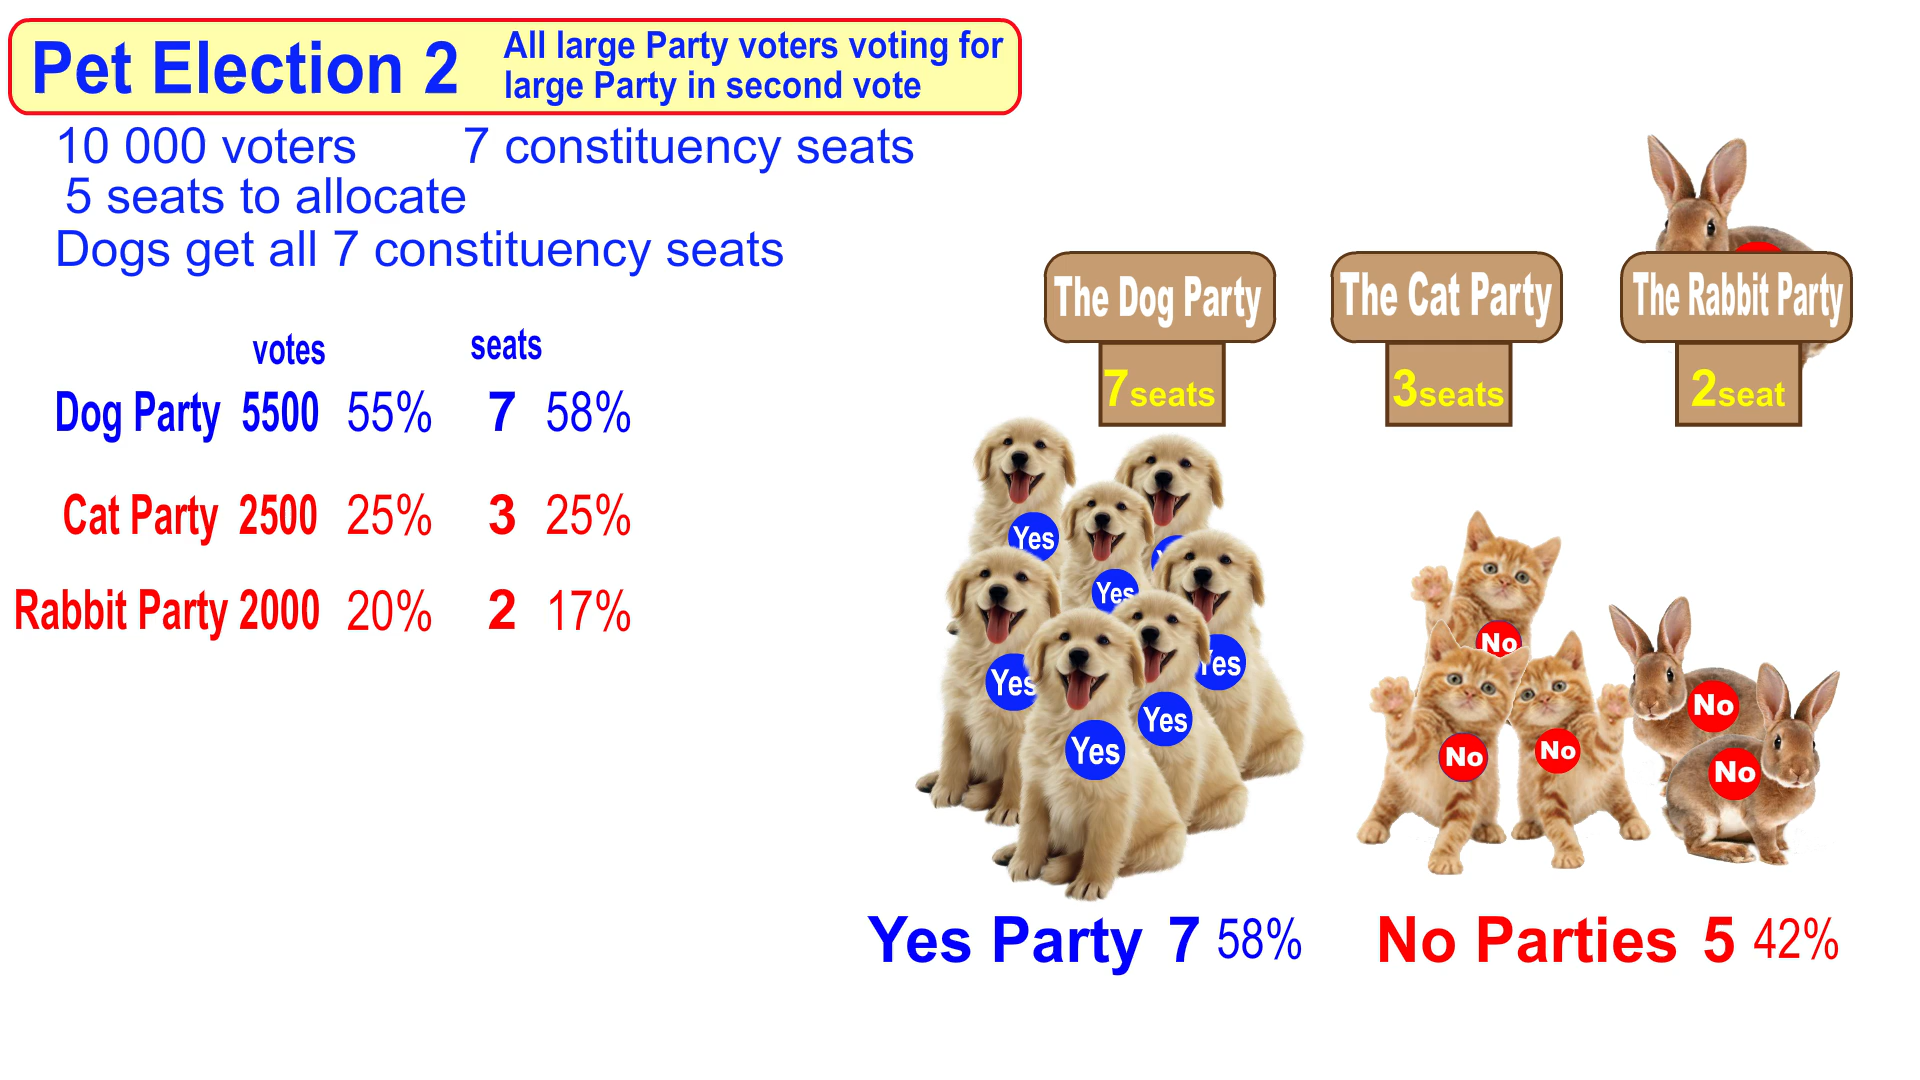 Pet Election 2
All large Party voters voting for
large Party in second vote
10 000 voters 7 constituency seats
5 seats to allocate
Dogs get all 7 constituency seats
votes seats
Dog Party 5500 55% 7 58%
Cat Party 2500 25% 3 25%
Rabbit Party 2000 20% 2 17%
The Dog Party
7seats
The Cat Party
3seats
The Rabbit Party
2seat
Yes
Yes
Yes
Yes
Yes
Yes
No
No
No
No
No
Yes Party 7 58%
No Parties 5 42%